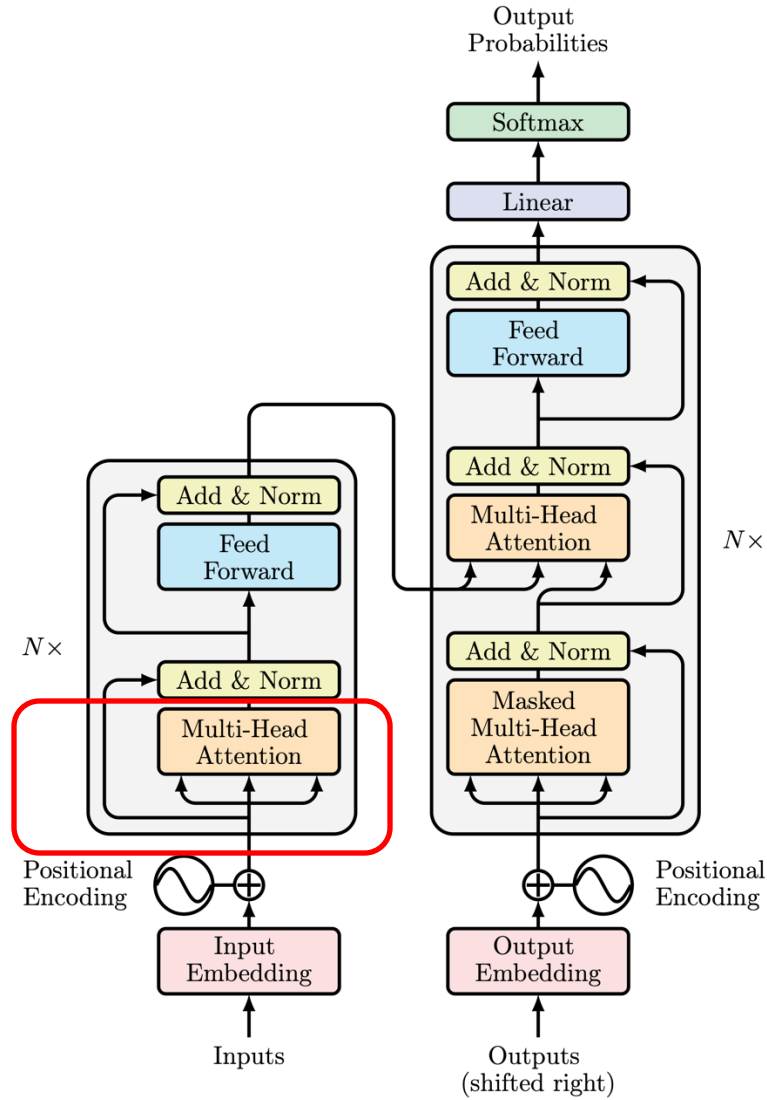 Output
Probabilities
Softmax
Linear
Add & Norm
Feed
Forward
Add & Norm
Multi-Head
Attention
N×
Add & Norm
Masked
Multi-Head
Attention
Positional
Encoding
Output
Embedding
Outputs
(shifted right)
Add & Norm
Feed
Forward
N×
Add & Norm
Multi-Head
Attention
Positional
Encoding
Input
Embedding
Inputs